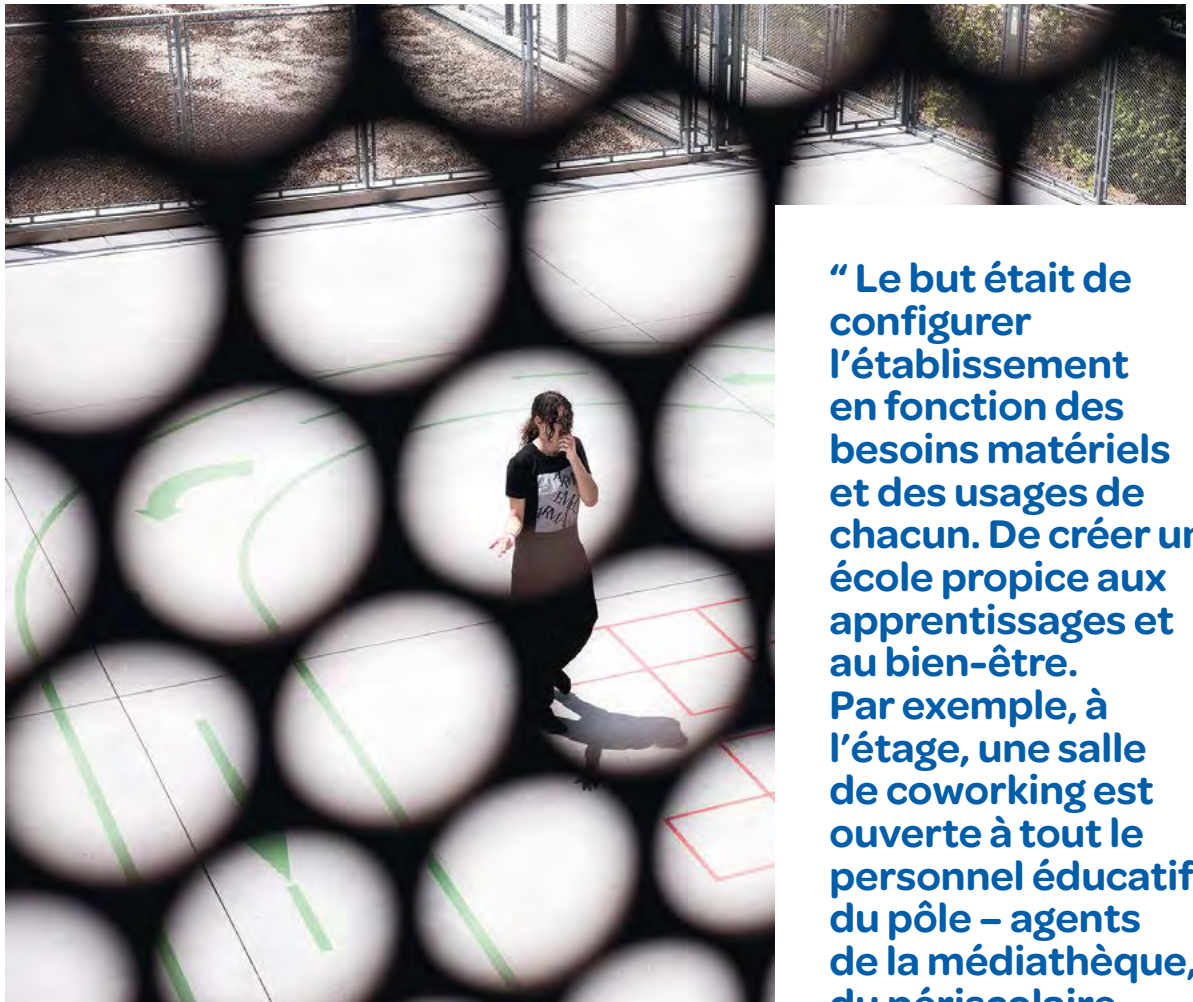 “ Le but était de
configurer
l’établissement
en fonction des
besoins matériels
et des usages de
chacun. De créer un
école propice aux
apprentissages et
au bien-être.
Par exemple, à
l’étage, une salle
de coworking est
ouverte à tout le
personnel éducatif
du pôle – agents
de la médiathèque,
du périscolaire